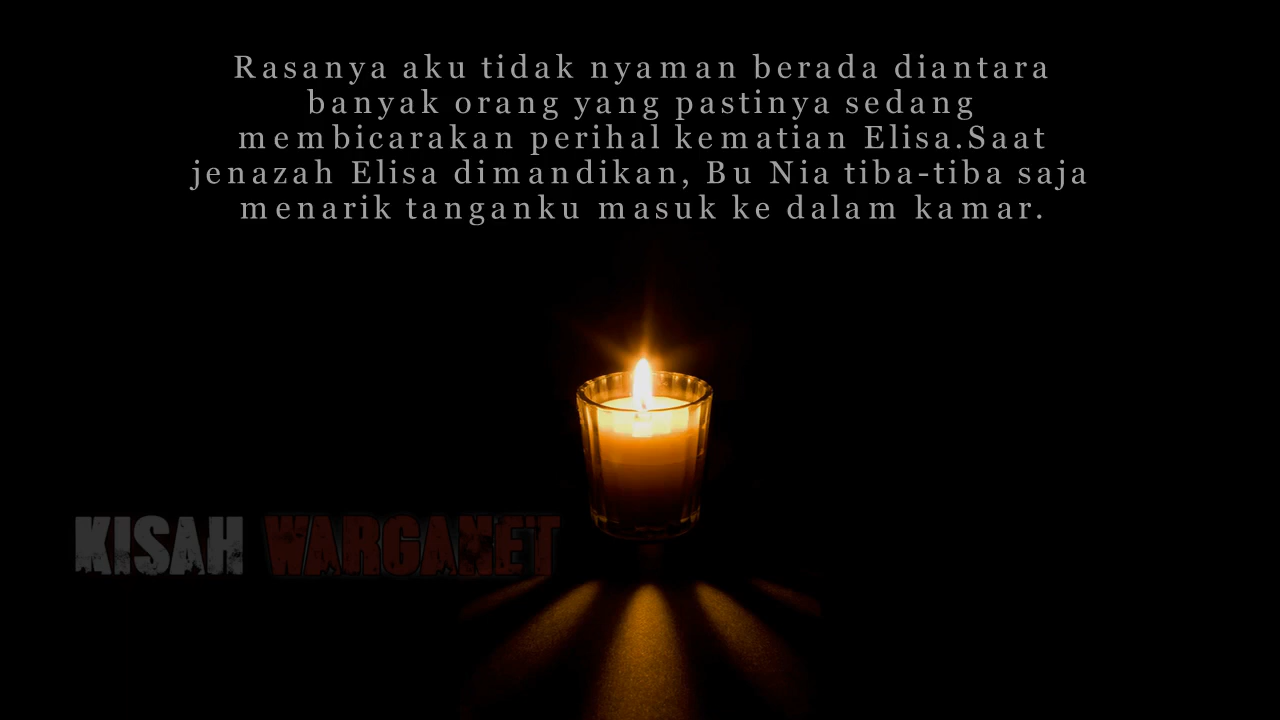 Rasanya aku tidak nyaman berada diantara
banyak orang yang pastinya sedang
membicarakan perihal kematian Elisa.Saat
jenazah Elisa dimandikan, Bu Nia tiba-tiba saja
menarik tanganku masuk ke dalam kamar.
KISAH WARGANET